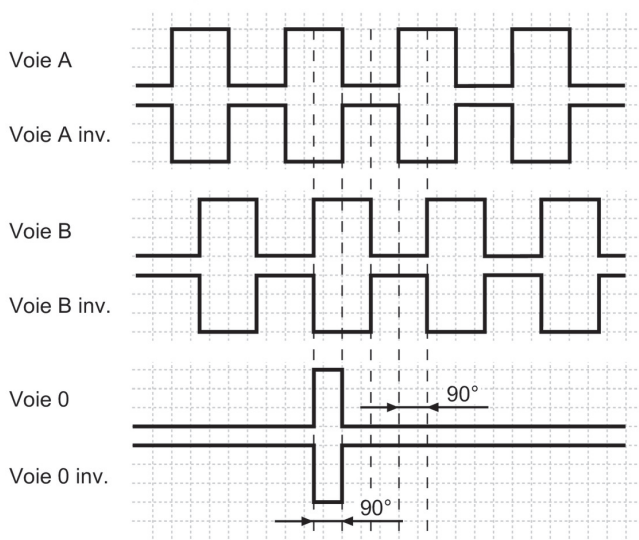 Voie A
Voie A inv.
Voie B
Voie B inv.
Voie 0
90°
Voie 0 inv.
90°